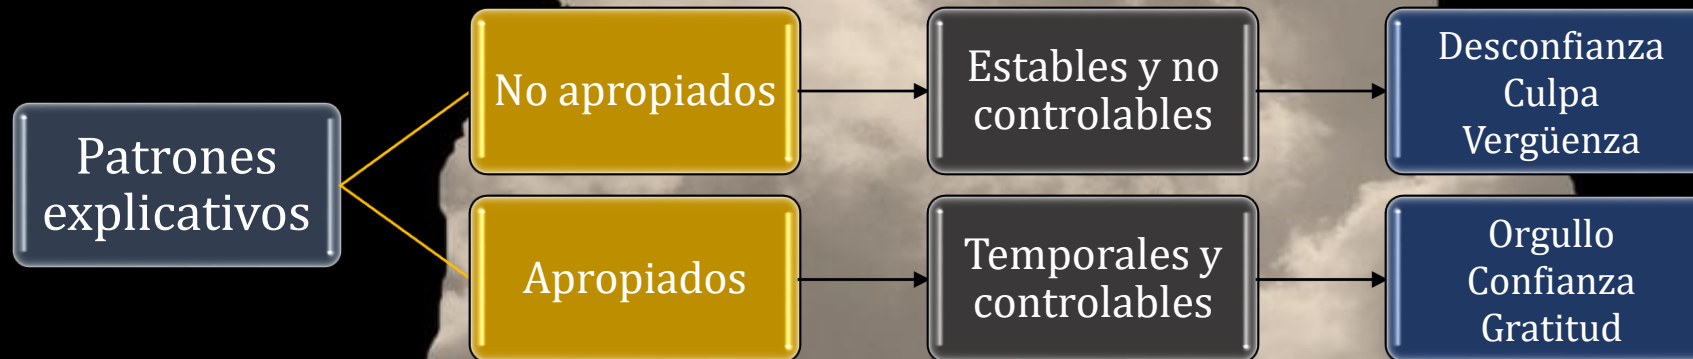 Patrones
explicativos
No apropiados
Estables y no
controlables
Desconfianza
Culpa
Vergüenza
Apropiados
Temporales y
controlables
Orgullo
Confianza
Gratitud